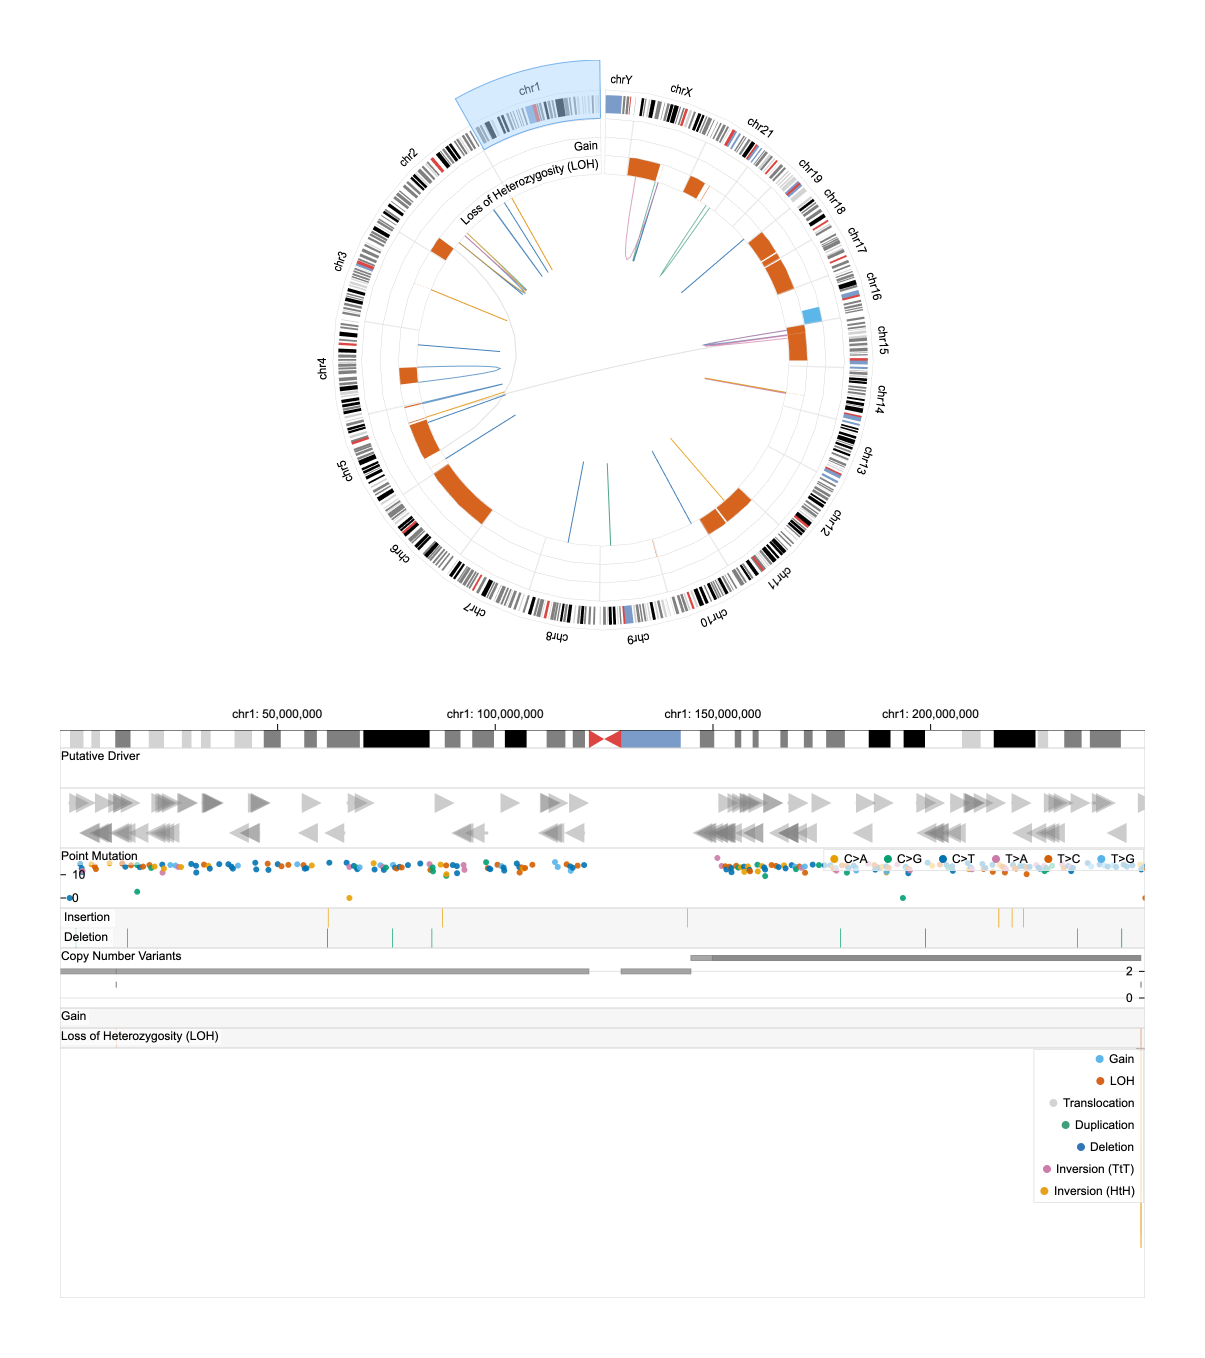 chr1
chrY
chrX
chr21
chr19
chr18
chr17
chr16
chr15
chr14
chr13
chr12
chr11
chr10
chr9
chr8
chr7
chr6
chr5
chr4
chr3
chr2
Gain
Loss of Heterozygosity (LOH)
chr1: 50,000,000 chr1: 100,000,000 chr1: 150,000,000 chr1: 200,000,000
Putative Driver
Point Mutation
C>A C>G C>T T>A T>C T>G
10
0
Insertion
Deletion
Copy Number Variants
2
0
Gain
Loss of Heterozygosity (LOH)
Gain
LOH
Translocation
Duplication
Deletion
Inversion (TtT)
Inversion (HtH)